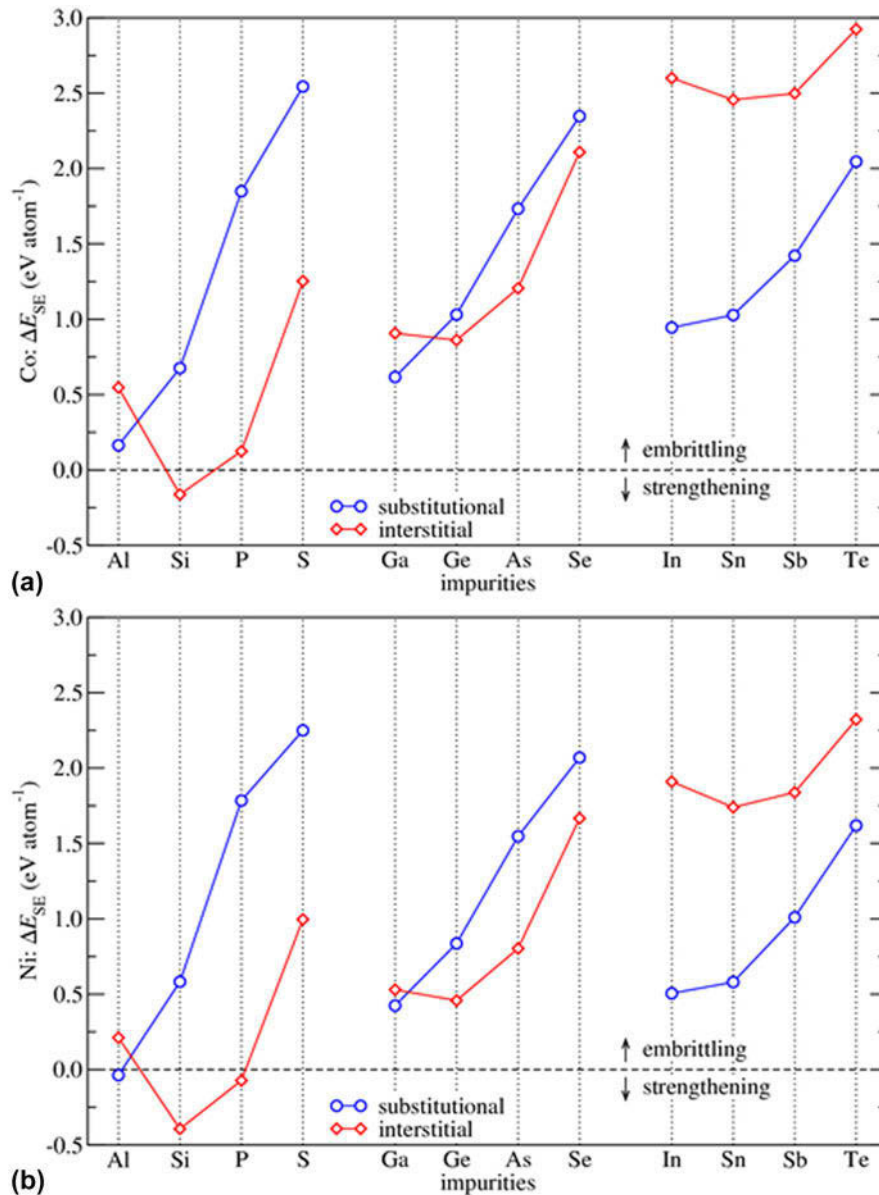 3.0
2.5
2.0
1.5
1.0
0.5
0.0
-0.5
Co: ΔE_SE (eV atom⁻¹)
↑ embrittling
↓ strengthening
substitutional
interstitial
Al Si P S Ga Ge As Se In Sn Sb Te
impurities
(a)
3.0
2.5
2.0
1.5
1.0
0.5
0.0
-0.5
Ni: ΔE_SE (eV atom⁻¹)
↑ embrittling
↓ strengthening
substitutional
interstitial
Al Si P S Ga Ge As Se In Sn Sb Te
impurities
(b)